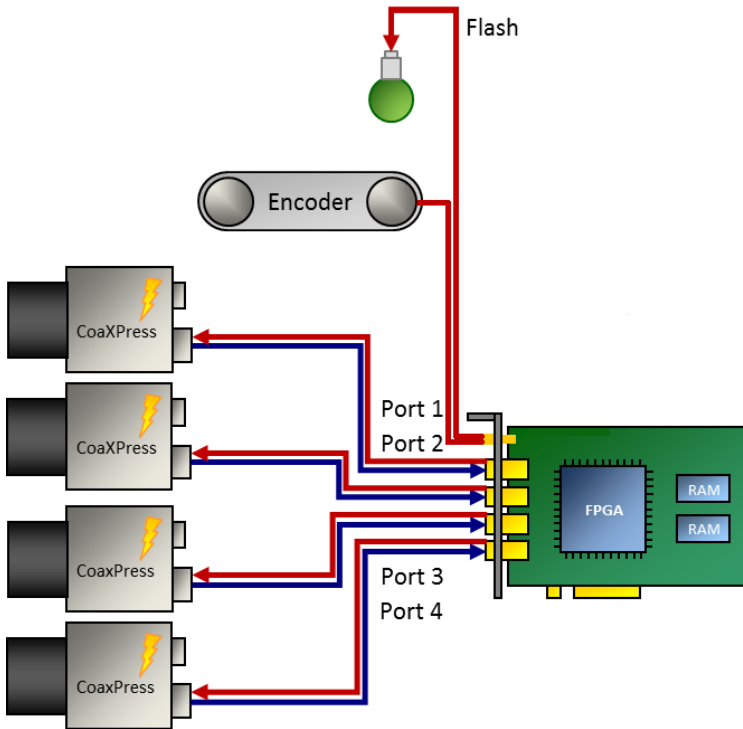 Flash
Encoder
CoaXPress
CoaXPress
Port 1
Port 2
RAM
FPGA
RAM
CoaxPress
Port 3
Port 4
CoaxPress